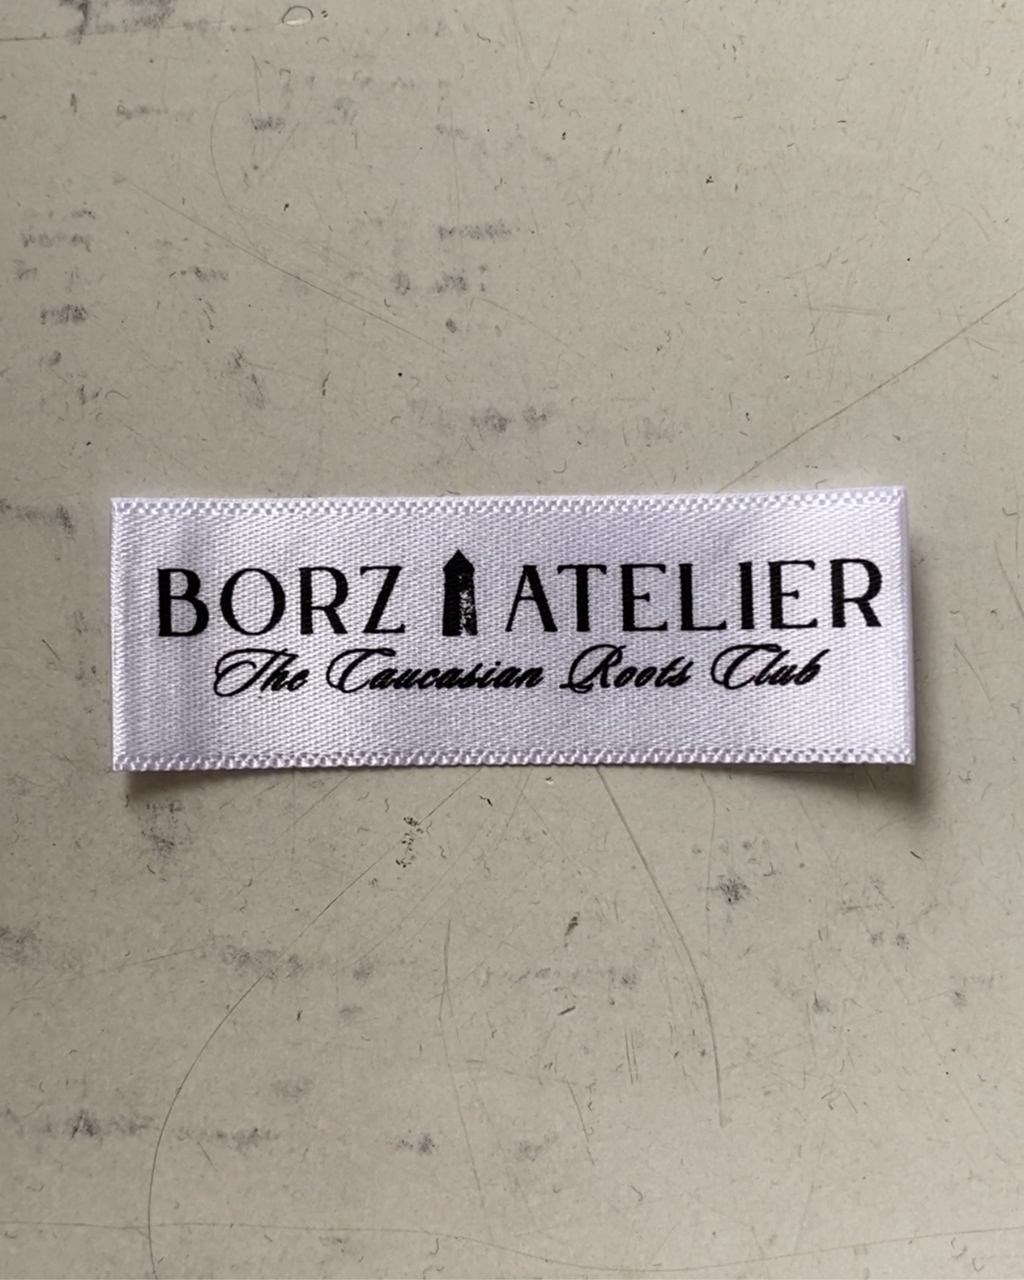 BORZ ATELIER
The Caucasian Roots Club